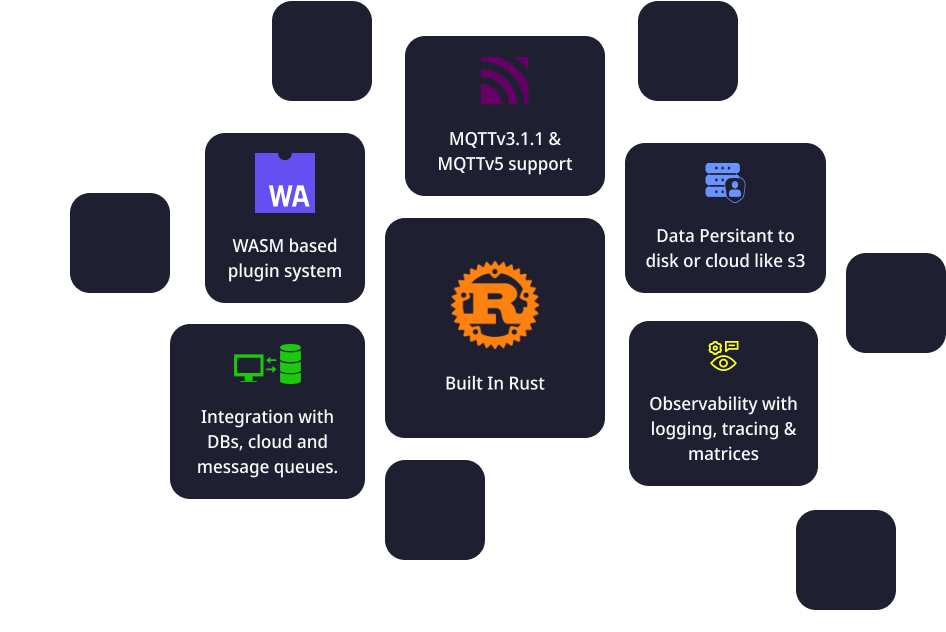 MQTTv3.1.1 &
MQTTv5 support
WA
WASM based
plugin system
Data Persitant to
disk or cloud like s3
R
Built In Rust
Integration with
DBs, cloud and
message queues.
Observability with
logging, tracing &
matrices